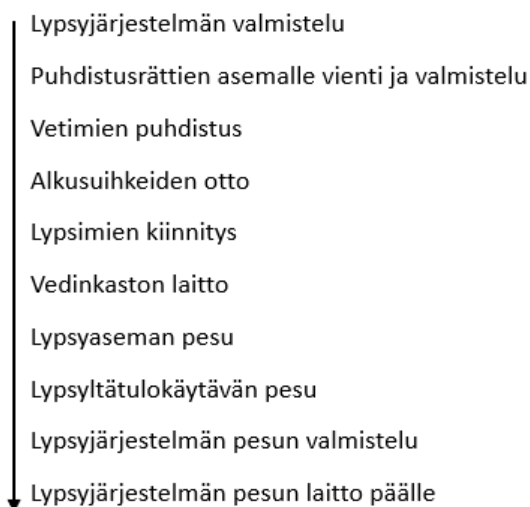 Lypsyjärjestelmän valmistelu
Puhdistusrättien asemalle vienti ja valmistelu
Vetimien puhdistus
Alkusuihkeiden otto
Lypsimien kiinnitys
Vedinkaston laitto
Lypsyaseman pesu
Lypsyltätulokäytävän pesu
Lypsyjärjestelmän pesun valmistelu
Lypsyjärjestelmän pesun laitto päälle